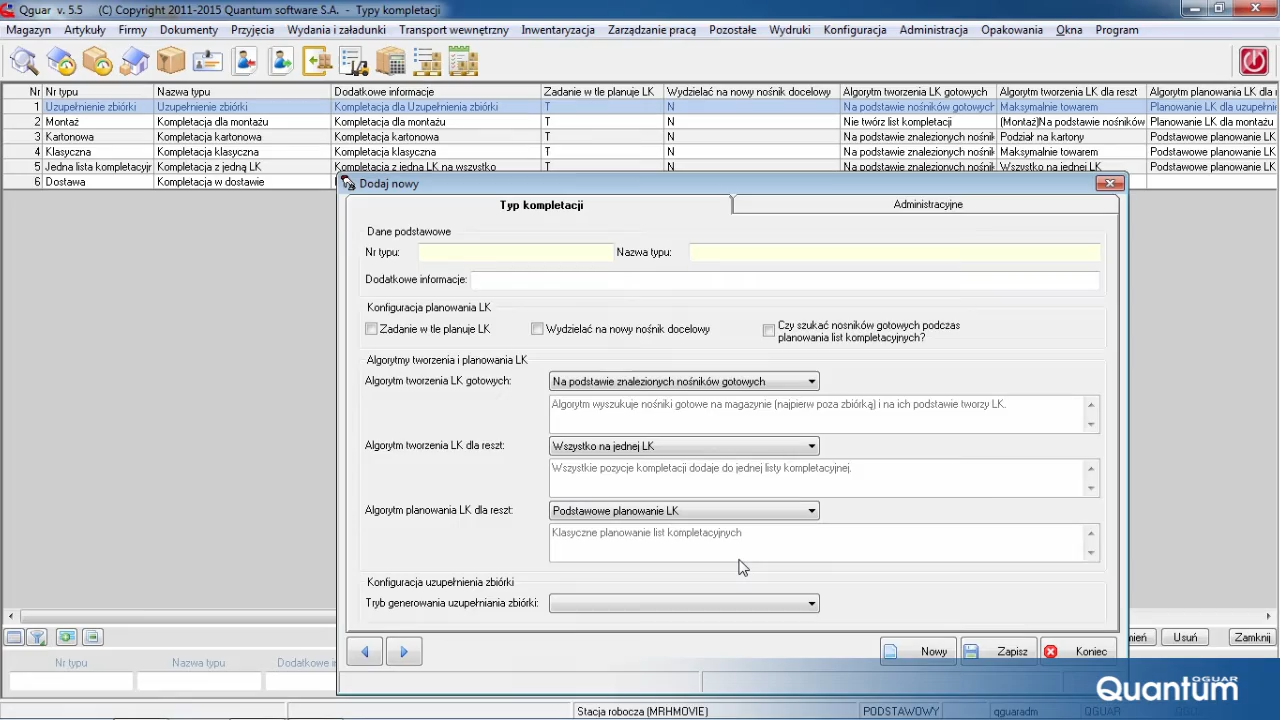 Qguar v. 5.5 (C) Copyright 2011-2015 Quantum software S.A. - Typy kompletacji
Magazyn Artykuły Firmy Dokumenty Przyjęcia Wydania i załadunki Transport wewnętrzny Inwentaryzacja Zarządzanie pracą Pozostałe Wydruki Konfiguracja Administracja Opakowania Okna Program
Nr Nr typu Nazwa typu Dodatkowe informacje Zadanie w tle planuje LK Wydzielać na nowy nośnik docelowy Algorytm tworzenia LK gotowych Algorytm tworzenia LK dla reszt Algorytm planowania LK dla r
1 Uzupełnienie zbiórki Uzupełnienie zbiórki Kompletacja dla Uzupełnienia zbiórki T N Na podstawie nośników gotowych Maksymalnie towarem Planowanie LK dla uzupełnie
2 Montaż Kompletacja dla montażu Kompletacja dla montażu T N Nie twórz list kompletacji (Montaż)Na podstawie nośników Planowanie LK dla montażu
3 Kartonowa Kompletacja kartonowa Kompletacja kartonowa T N Na podstawie znalezionych nośnik Podział na kartony Podstawowe planowanie LK
4 Klasyczna Kompletacja klasyczna Kompletacja klasyczna T N Na podstawie znalezionych nośnik Maksymalnie towarem Podstawowe planowanie LK
5 Jedna lista kompletacyjr Kompletacja z jedną LK Kompletacja z jedną LK na wszystko T N Na podstawie znalezionych nośnik Wszystko na jednej LK Podstawowe planowanie LK
6 Dostawa Kompletacja w dostawie
Dodaj nowy
Typ kompletacji Administracyjne
Dane podstawowe
Nr typu: Nazwa typu:
Dodatkowe informacje:
Konfiguracja planowania LK
Zadanie w tle planuje LK Wydzielać na nowy nośnik docelowy Czy szukać nosników gotowych podczas
planowania list kompletacyjnych?
Algorytmy tworzenia i planowania LK
Algorytm tworzenia LK gotowych: Na podstawie znalezionych nośników gotowych
Algorytm wyszukuje nośniki gotowe na magazynie (najpierw poza zbiórką) i na ich podstawie tworzy LK.
Algorytm tworzenia LK dla reszt: Wszystko na jednej LK
Wszystkie pozycje kompletacji dodaje do jednej listy kompletacyjnej.
Algorytm planowania LK dla reszt: Podstawowe planowanie LK
Klasyczne planowanie list kompletacyjnych
Konfiguracja uzupełnienia zbiórki
Tryb generowania uzupełniania zbiórki:
Nowy Zapisz Koniec
mień Usuń Zamknij
Nr typu Nazwa typu Dodatkowe info
Quantum QGUAR
Stacja robocza (MRHMOVIE) PODSTAWOWY qguaradm QGUAR